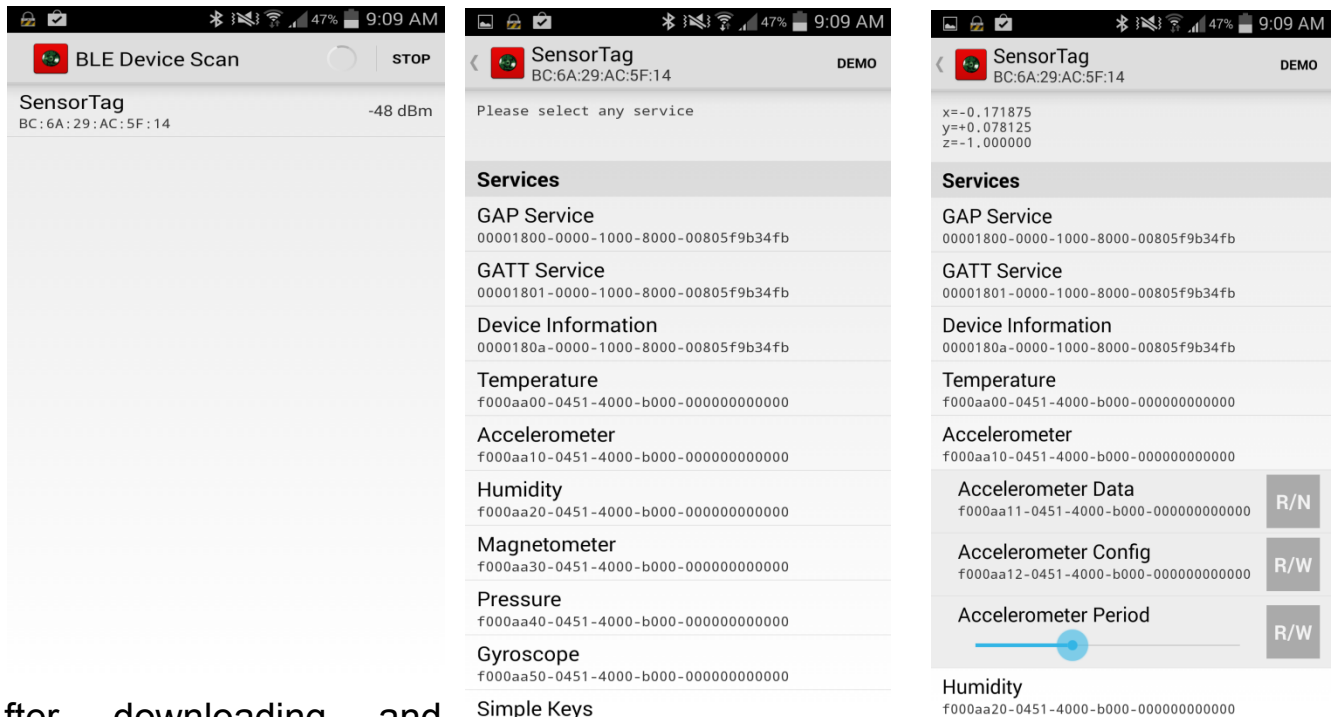 47% 9:09 AM
BLE Device Scan STOP
SensorTag -48 dBm
BC:6A:29:AC:5F:14
fter downloading and
47% 9:09 AM
SensorTag
BC:6A:29:AC:5F:14
DEMO
Please select any service
Services
GAP Service
00001800-0000-1000-8000-00805f9b34fb
GATT Service
00001801-0000-1000-8000-00805f9b34fb
Device Information
0000180a-0000-1000-8000-00805f9b34fb
Temperature
f000aa00-0451-4000-b000-000000000000
Accelerometer
f000aa10-0451-4000-b000-000000000000
Humidity
f000aa20-0451-4000-b000-000000000000
Magnetometer
f000aa30-0451-4000-b000-000000000000
Pressure
f000aa40-0451-4000-b000-000000000000
Gyroscope
f000aa50-0451-4000-b000-000000000000
Simple Keys
47% 9:09 AM
SensorTag
BC:6A:29:AC:5F:14
DEMO
x=-0.171875
y=+0.078125
z=-1.000000
Services
GAP Service
00001800-0000-1000-8000-00805f9b34fb
GATT Service
00001801-0000-1000-8000-00805f9b34fb
Device Information
0000180a-0000-1000-8000-00805f9b34fb
Temperature
f000aa00-0451-4000-b000-000000000000
Accelerometer
f000aa10-0451-4000-b000-000000000000
Accelerometer Data
f000aa11-0451-4000-b000-000000000000
R/N
Accelerometer Config
f000aa12-0451-4000-b000-000000000000
R/W
Accelerometer Period
R/W
Humidity
f000aa20-0451-4000-b000-000000000000